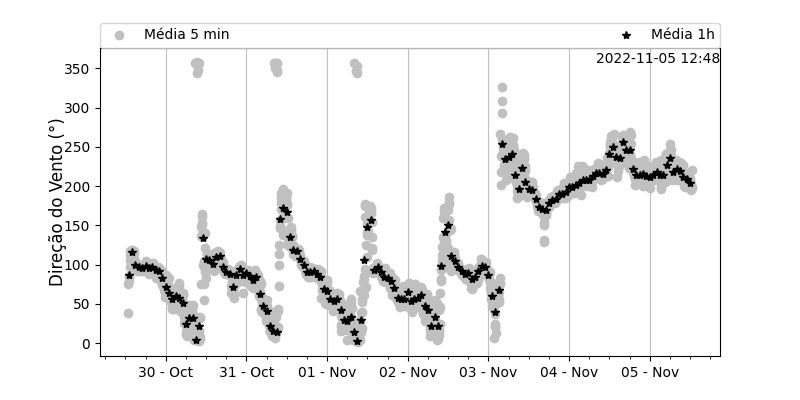 Média 5 min
Média 1h
2022-11-05 12:48
Direção do Vento (°)
350
300
250
200
150
100
50
0
30 - Oct
31 - Oct
01 - Nov
02 - Nov
03 - Nov
04 - Nov
05 - Nov